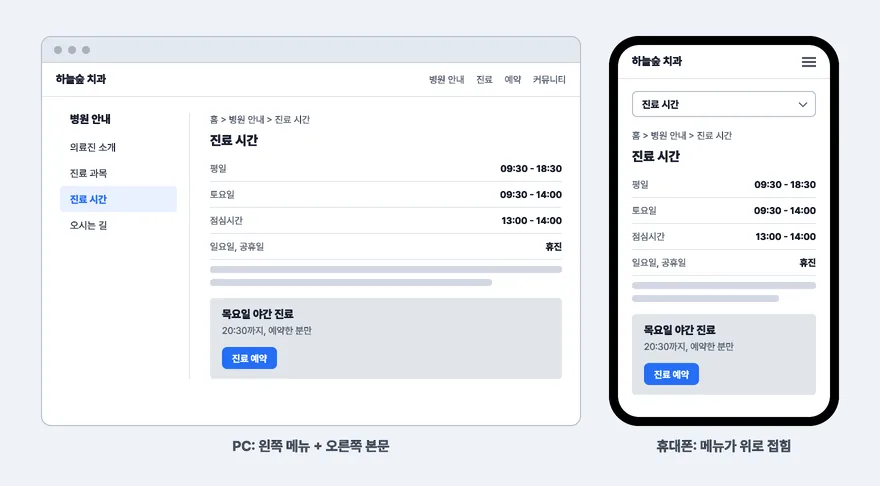 하늘숲 치과
병원 안내 진료 예약 커뮤니티
병원 안내
의료진 소개
진료 과목
진료 시간
오시는 길
홈 > 병원 안내 > 진료 시간
진료 시간
평일 09:30 - 18:30
토요일 09:30 - 14:00
점심시간 13:00 - 14:00
일요일, 공휴일 휴진
목요일 야간 진료
20:30까지, 예약한 분만
진료 예약
PC: 왼쪽 메뉴 + 오른쪽 본문
하늘숲 치과
진료 시간
홈 > 병원 안내 > 진료 시간
진료 시간
평일 09:30 - 18:30
토요일 09:30 - 14:00
점심시간 13:00 - 14:00
일요일, 공휴일 휴진
목요일 야간 진료
20:30까지, 예약한 분만
진료 예약
휴대폰: 메뉴가 위로 접힘